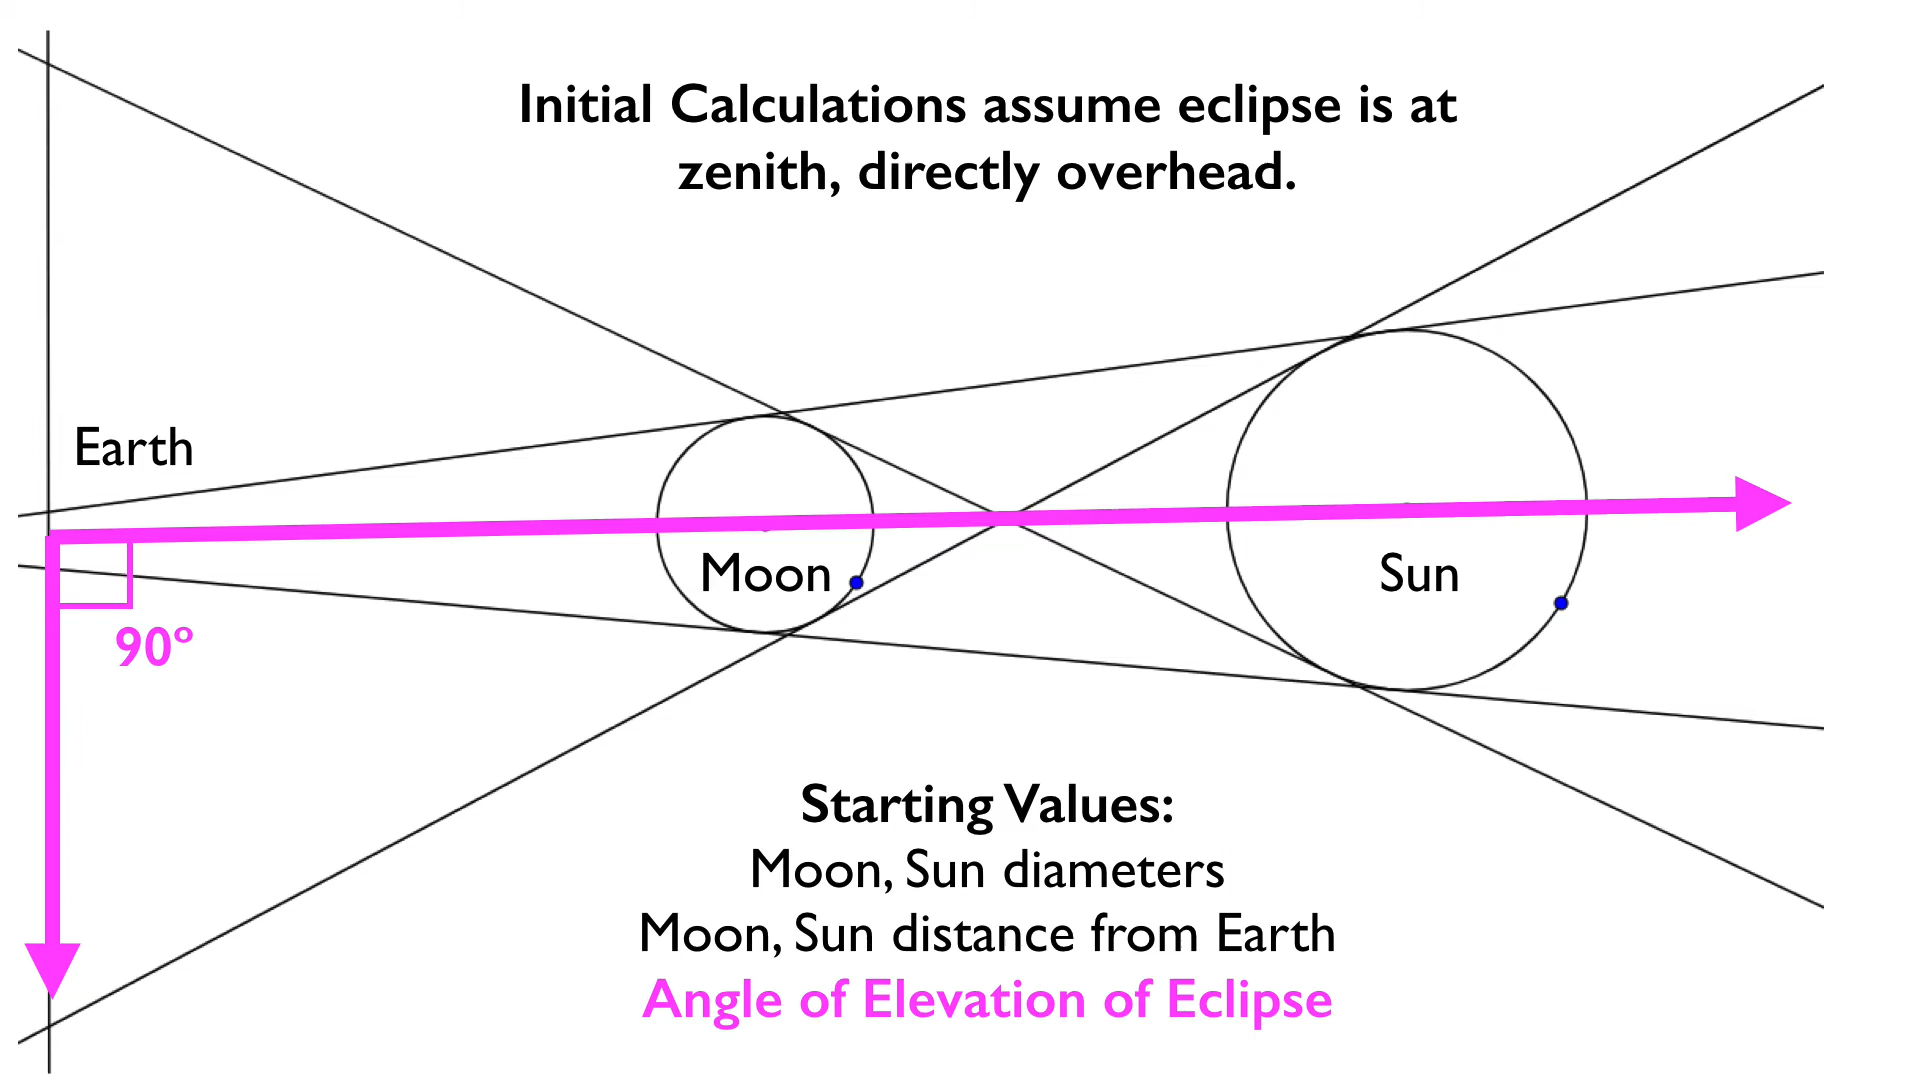 Initial Calculations assume eclipse is at
zenith, directly overhead.
Earth
Moon
Sun
90º
Starting Values:
Moon, Sun diameters
Moon, Sun distance from Earth
Angle of Elevation of Eclipse